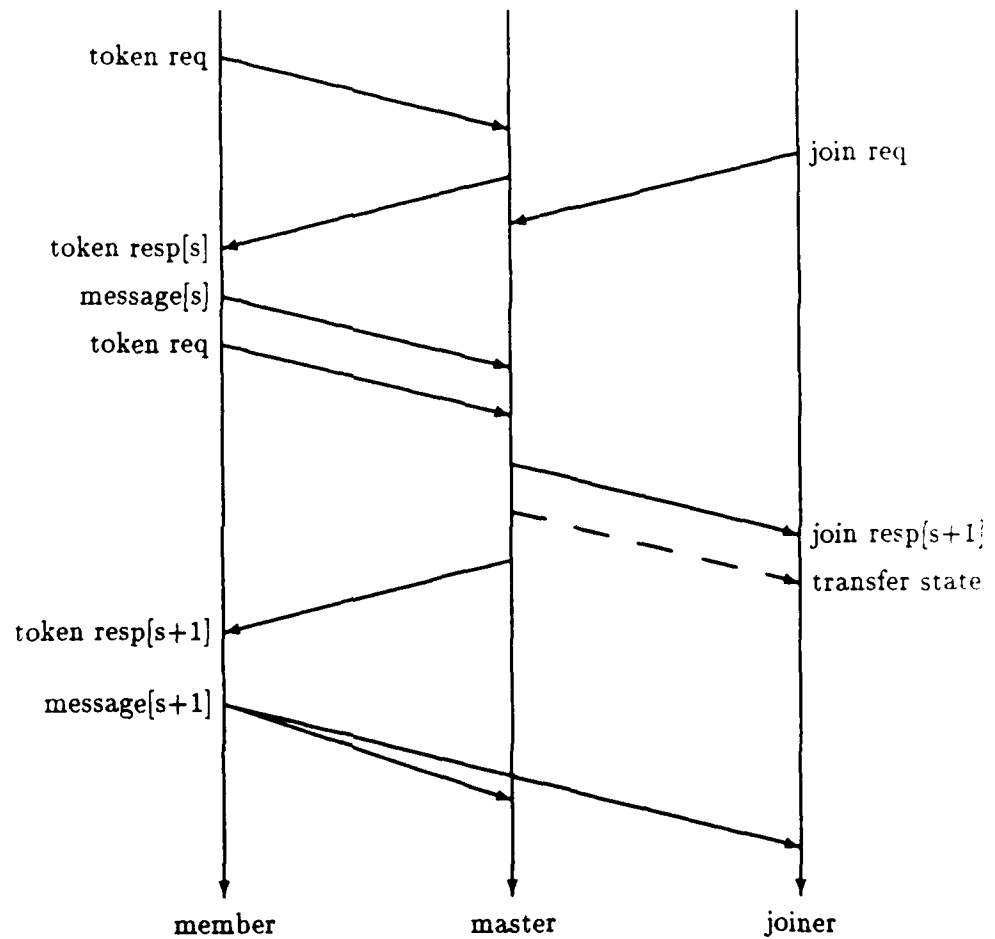 token req
join req
token resp[s]
message[s]
token req
join resp[s+1]
transfer state
token resp[s+1]
message[s+1]
member master joiner